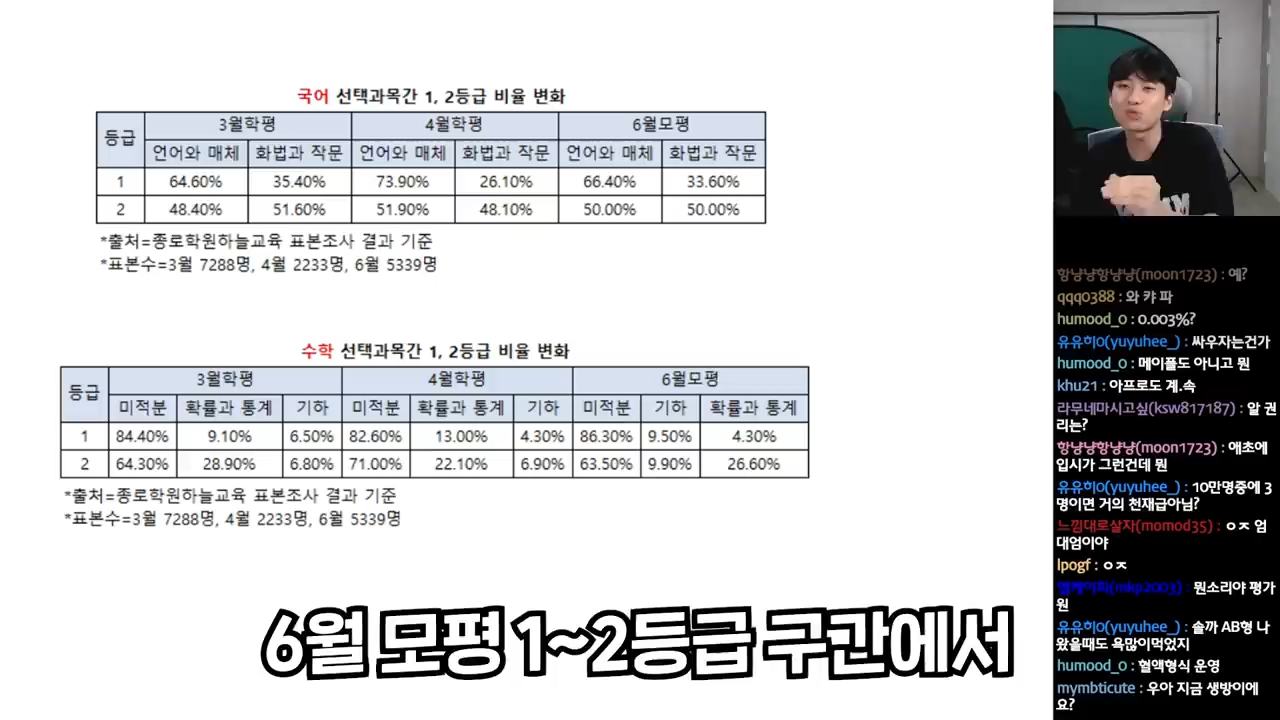 국어 선택과목간 1, 2등급 비율 변화
등급 3월학평 4월학평 6월모평
언어와 매체 화법과 작문 언어와 매체 화법과 작문 언어와 매체 화법과 작문
1 64.60% 35.40% 73.90% 26.10% 66.40% 33.60%
2 48.40% 51.60% 51.90% 48.10% 50.00% 50.00%
*출처=종로학원하늘교육 표본조사 결과 기준
*표본수=3월 7288명, 4월 2233명, 6월 5339명
수학 선택과목간 1, 2등급 비율 변화
등급 3월학평 4월학평 6월모평
미적분 확률과 통계 기하 미적분 확률과 통계 기하 미적분 기하 확률과 통계
1 84.40% 9.10% 6.50% 82.60% 13.00% 4.30% 86.30% 9.50% 4.30%
2 64.30% 28.90% 6.80% 71.00% 22.10% 6.90% 63.50% 9.90% 26.60%
*출처=종로학원하늘교육 표본조사 결과 기준
*표본수=3월 7288명, 4월 2233명, 6월 5339명
6월 모평 1~2등급 구간에서
항냥냥항냥냥(moon1723) : 예?
qqq0388 : 와 캬 파
humood_0 : 0.003%?
유유히0(yuyuhee_) : 싸우자는건가
humood_0 : 메이플도 아니고 뭔
khu21 : 아프로도 계.속
라무네마시고싶(ksw817187) : 알 권
리는?
항냥냥항냥냥(moon1723) : 애초에
입시가 그런건데 뭔
유유히0(yuyuhee_) : 10만명중에 3
명이면 거의 천재급아님?
느낌대로살자(momod35) : ㅇㅈ 엄
대엄이야
lpogf : ㅇㅈ
(mkp2003) : 뭔소리야 평가
원
유유히0(yuyuhee_) : 솔까 AB형 나
왔을때도 욕많이먹었지
humood_0 : 혈액형식 운영
mymbticute : 우아 지금 생방이에
요?